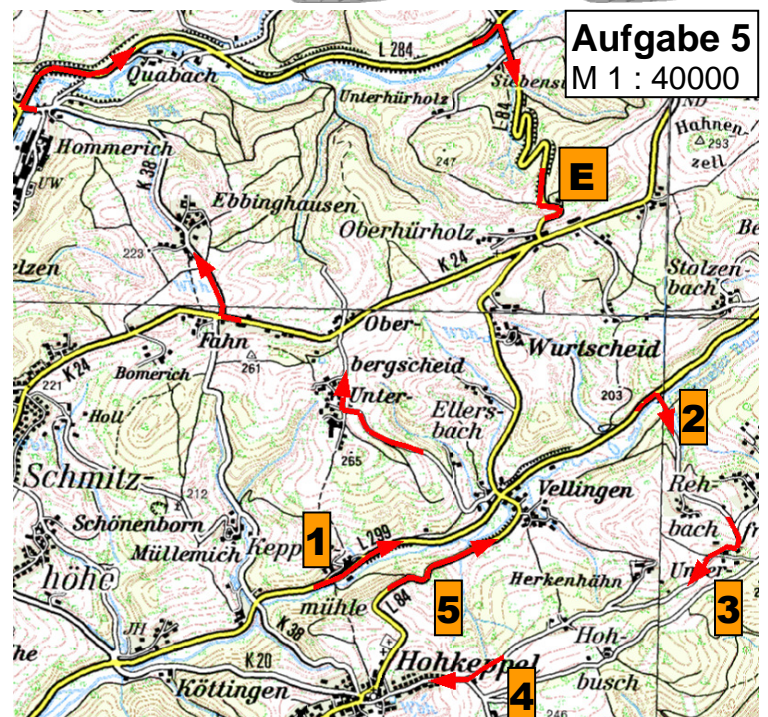 Aufgabe 5
M 1 : 40000
L 284
Quabach
Unterhürholz
L 84
ND
Hahnen
293
zell
Hommerich
UW
K 38
247
E
Ebbinghausen
Oberhürholz
223
K 24
Stolzen-
bach
Fahn
Ober-
Wurtscheid
Bomerich
261
bergscheid
203
221
K 24
Unter-
Ellers-
bach
2
Holl
265
Schmitz-
212
Vellingen
Reh-
bach
Schönenborn
Müllemich
Kepp
1
L 299
höhe
mühle
L 84
5
Herkenhähn
Unter-
3
JH
K 38
Hoh-
busch
K 20
Hohkeppel
Köttingen
4
246